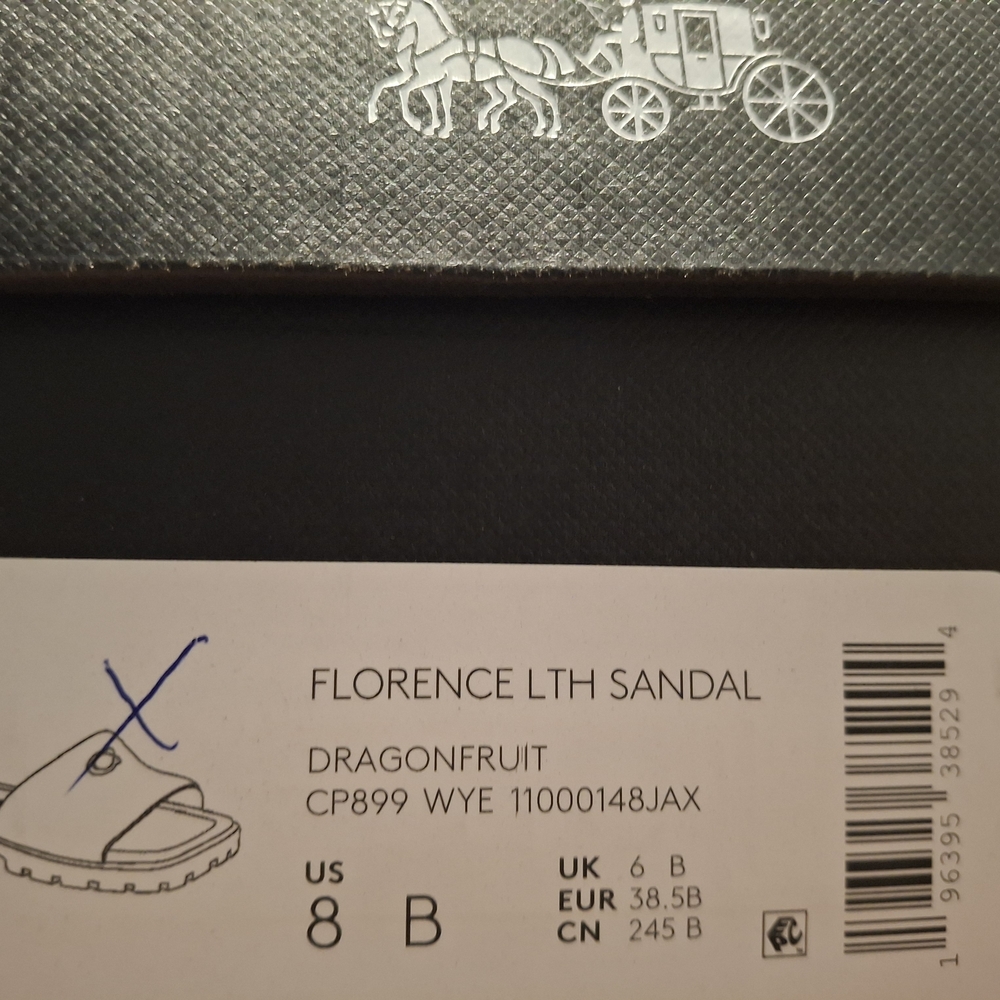 FLORENCE LTH SANDAL
DRAGONFRUIT
CP899 WYE 11000148JAX
US
8 B
UK 6 B
EUR 38.5B
CN 245 B
1 96395 38529 4
X